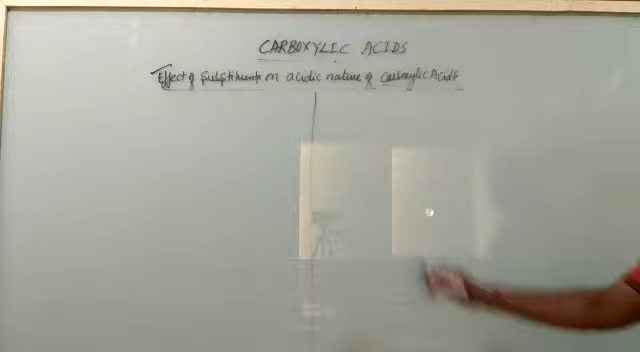 CARBOXYLIC ACIDS
Effect of Substituents on acidic nature of Carboxylic Acids